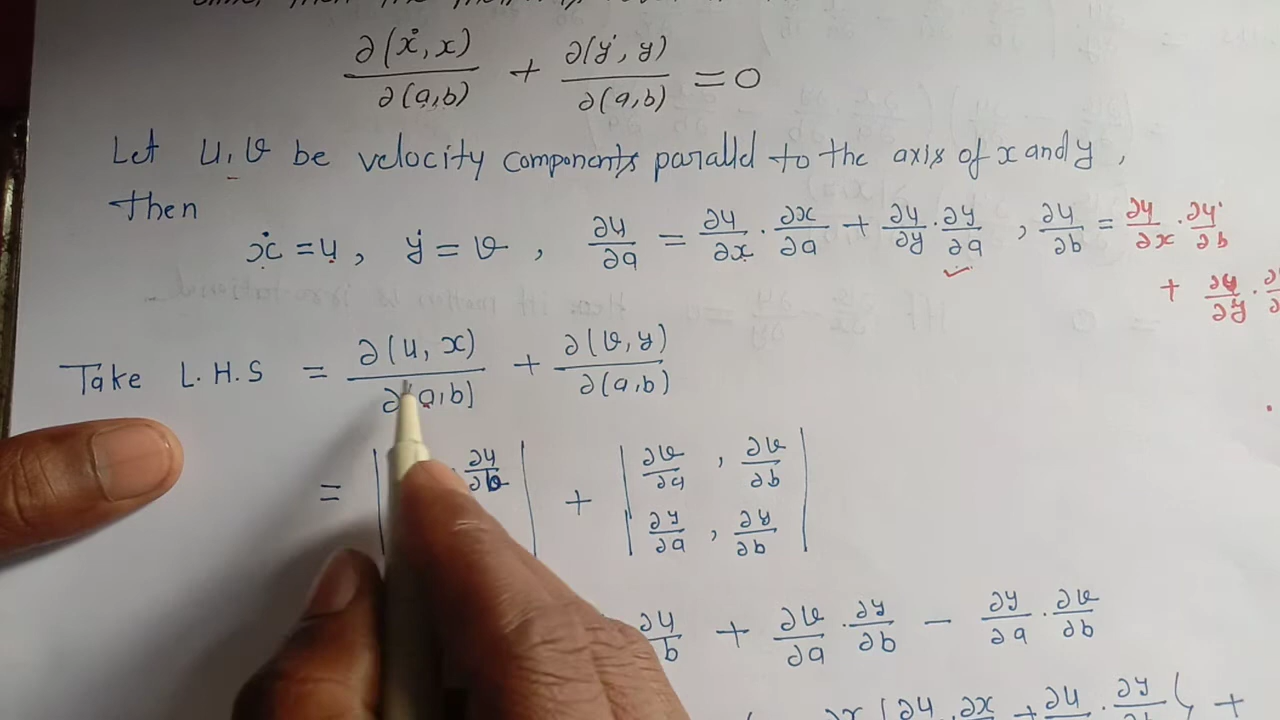 ∂(ẋ, x)/∂(a,b) + ∂(ẏ, y)/∂(a,b) = 0
Let u, v be velocity components parallel to the axis of x and y,
then
ẋ = u, ẏ = v, ∂u/∂a = ∂u/∂x · ∂x/∂a + ∂u/∂y · ∂y/∂a, ∂u/∂b = ∂u/∂x ·
+ ∂u/∂y ·
Take L.H.S = ∂(u, x)/∂(a,b) + ∂(v, y)/∂(a,b)
= | ∂u/∂b | + | ∂v/∂a , ∂v/∂b |
| ∂y/∂a , ∂y/∂b |
∂u/∂b + ∂v/∂a · ∂y/∂b − ∂y/∂a · ∂v/∂b